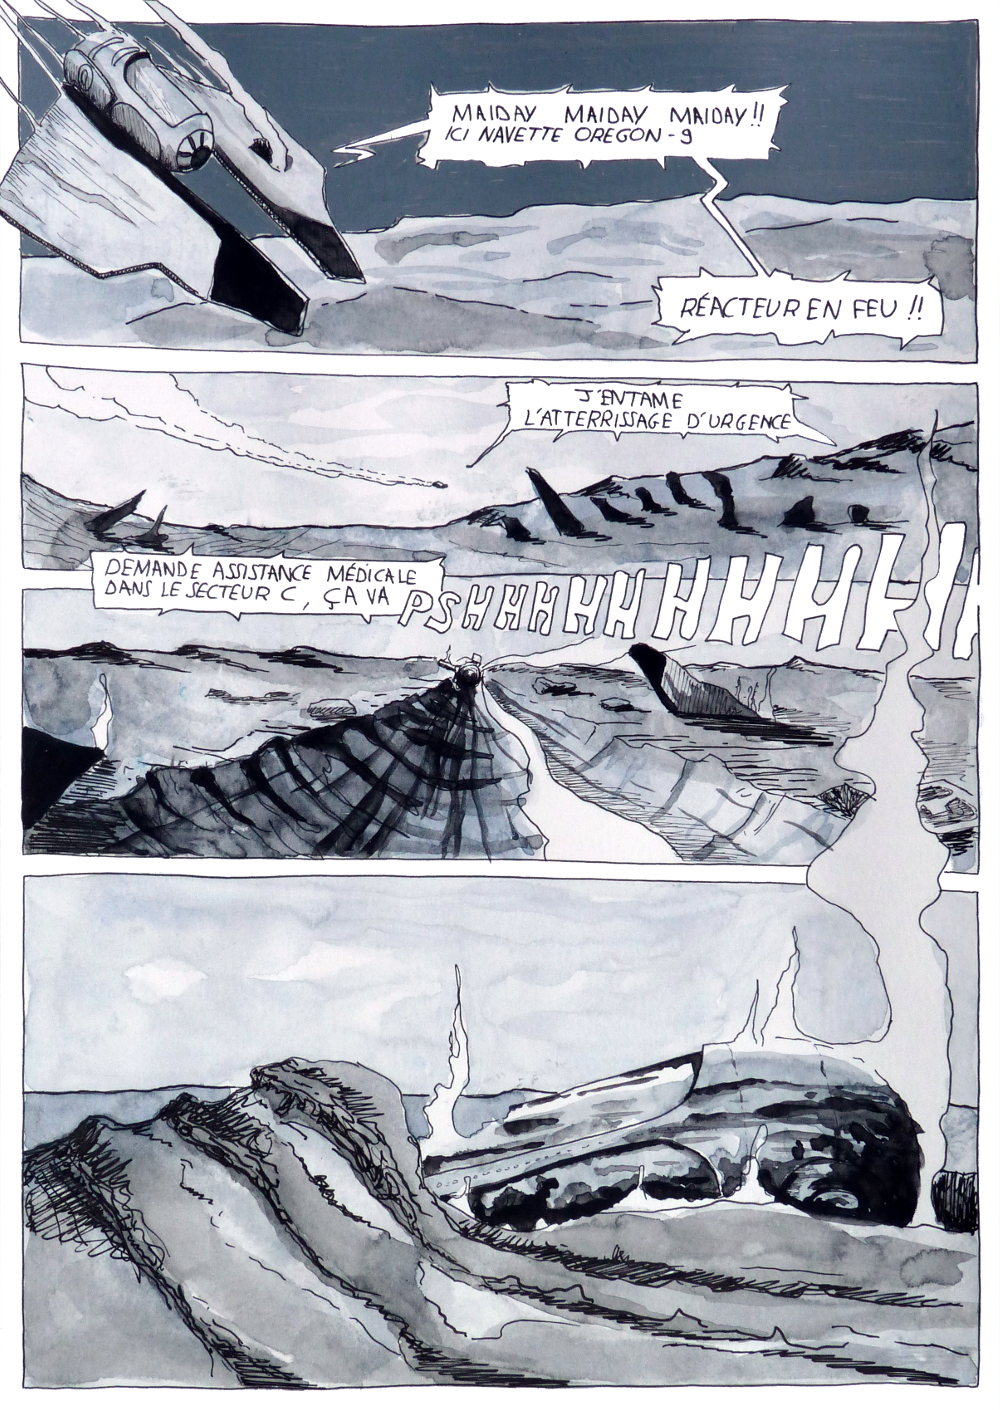 MAIDAY MAIDAY MAIDAY!!
ICI NAVETTE OREGON-9
RÉACTEUR EN FEU !!
J'ENTAME
L'ATTERRISSAGE D'URGENCE
DEMANDE ASSISTANCE MÉDICALE
DANS LE SECTEUR C, ÇA VA
PSHHHHHHHHHHH